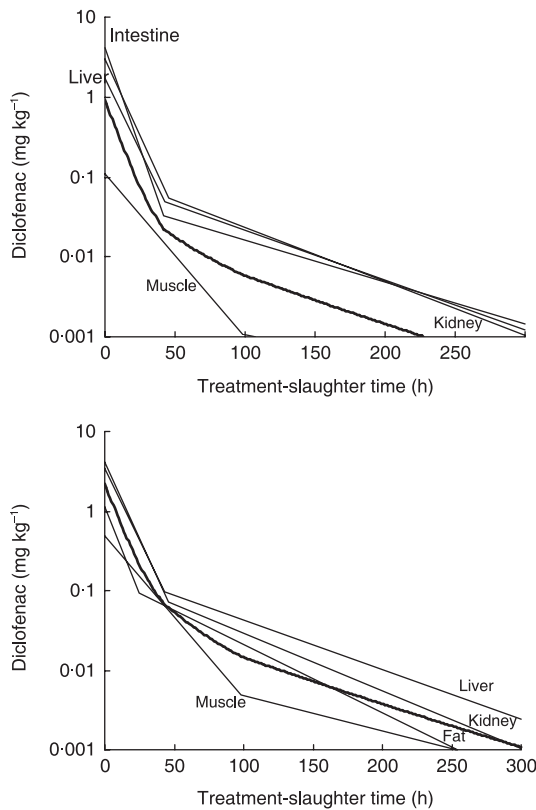 10
Intestine
Live
1
Diclofenac (mg kg⁻¹)
0·1
0·01
Muscle
Kidney
0·001
0 50 100 150 200 250
Treatment-slaughter time (h)
10
1
Diclofenac (mg kg⁻¹)
0·1
0·01
Liver
Muscle
Kidney
Fat
0·001
0 50 100 150 200 250 300
Treatment-slaughter time (h)